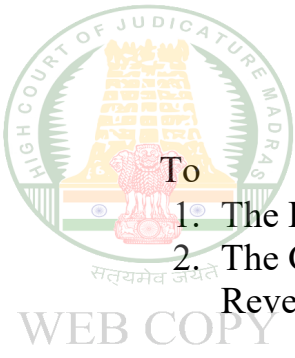 HIGH COURT OF JUDICATURE MADRAS
To
1. The
2. The
Reve
सत्यमेव जयते
WEB COPY